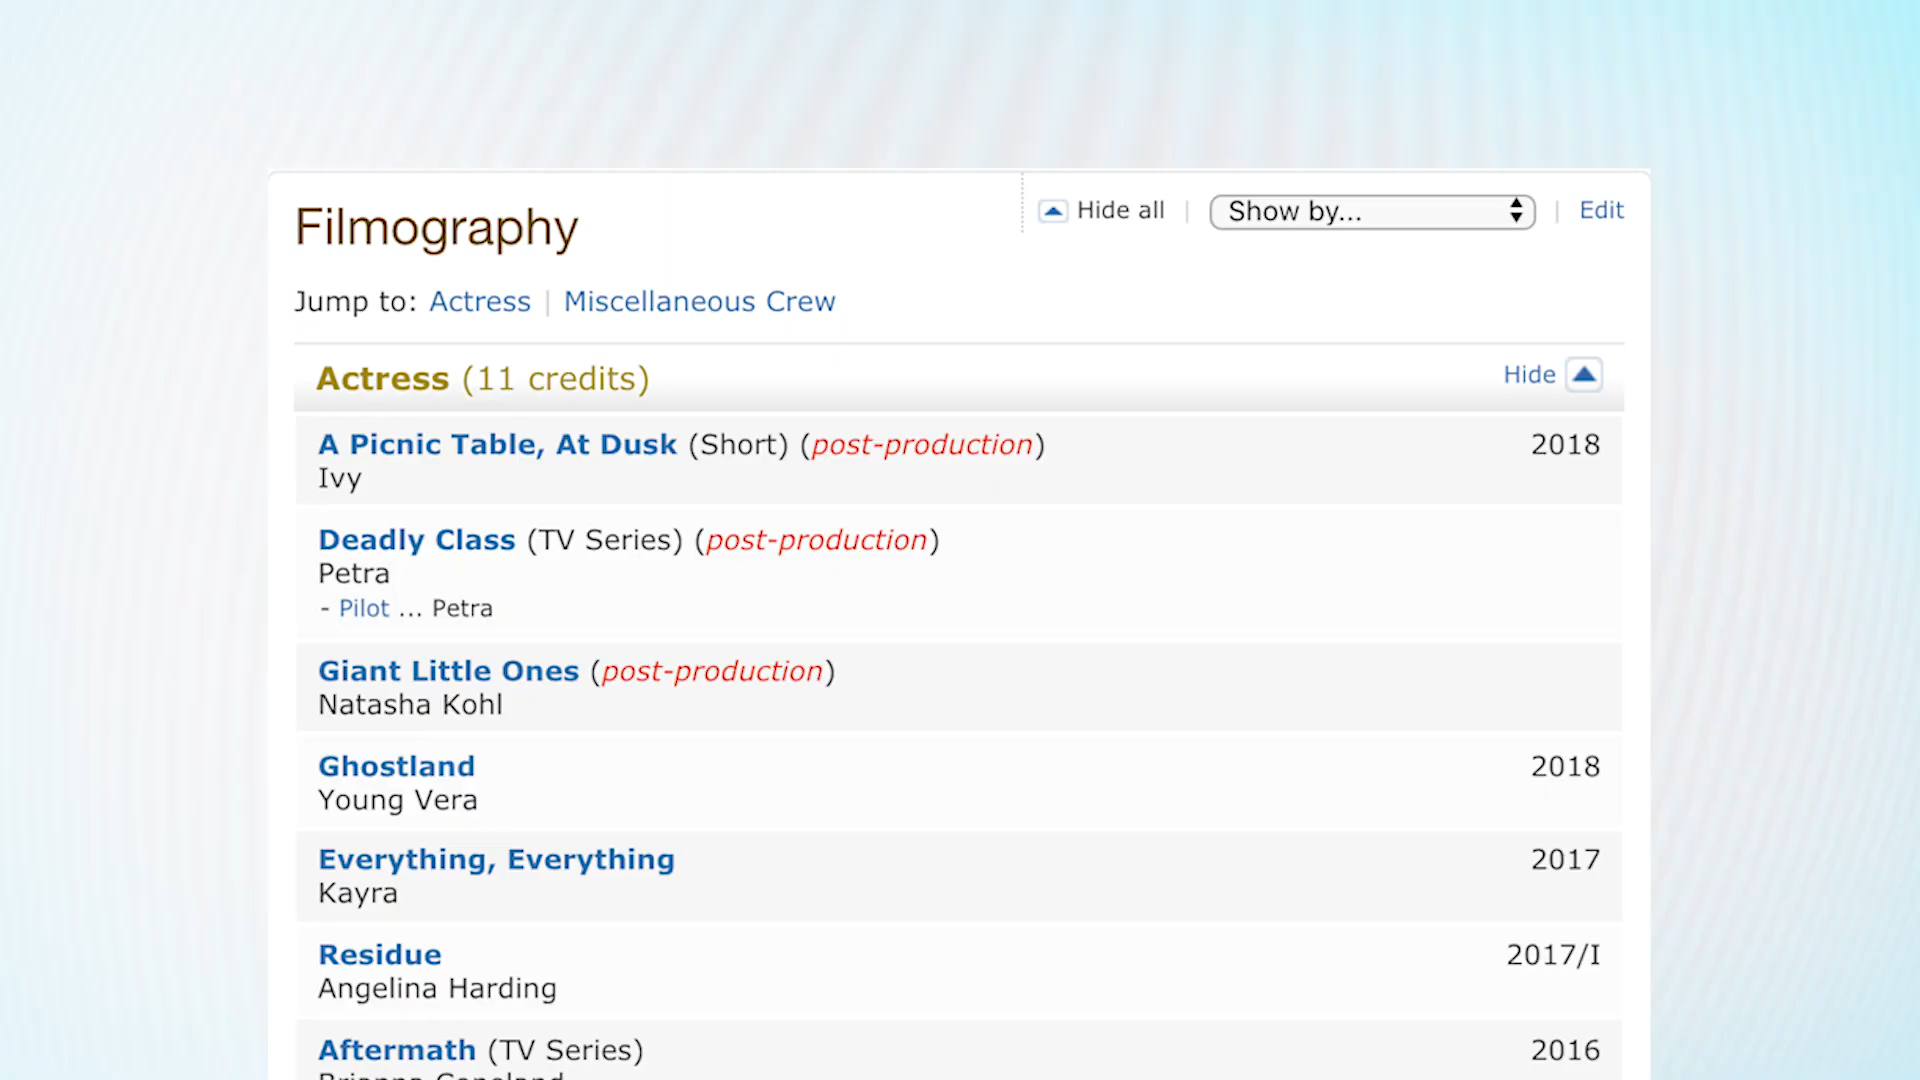 Filmography
Hide all | Show by... | Edit
Jump to: Actress | Miscellaneous Crew
Actress (11 credits) Hide
A Picnic Table, At Dusk (Short) (post-production) 2018
Ivy
Deadly Class (TV Series) (post-production)
Petra
- Pilot ... Petra
Giant Little Ones (post-production)
Natasha Kohl
Ghostland 2018
Young Vera
Everything, Everything 2017
Kayra
Residue 2017/I
Angelina Harding
Aftermath (TV Series) 2016
Brianna Copeland